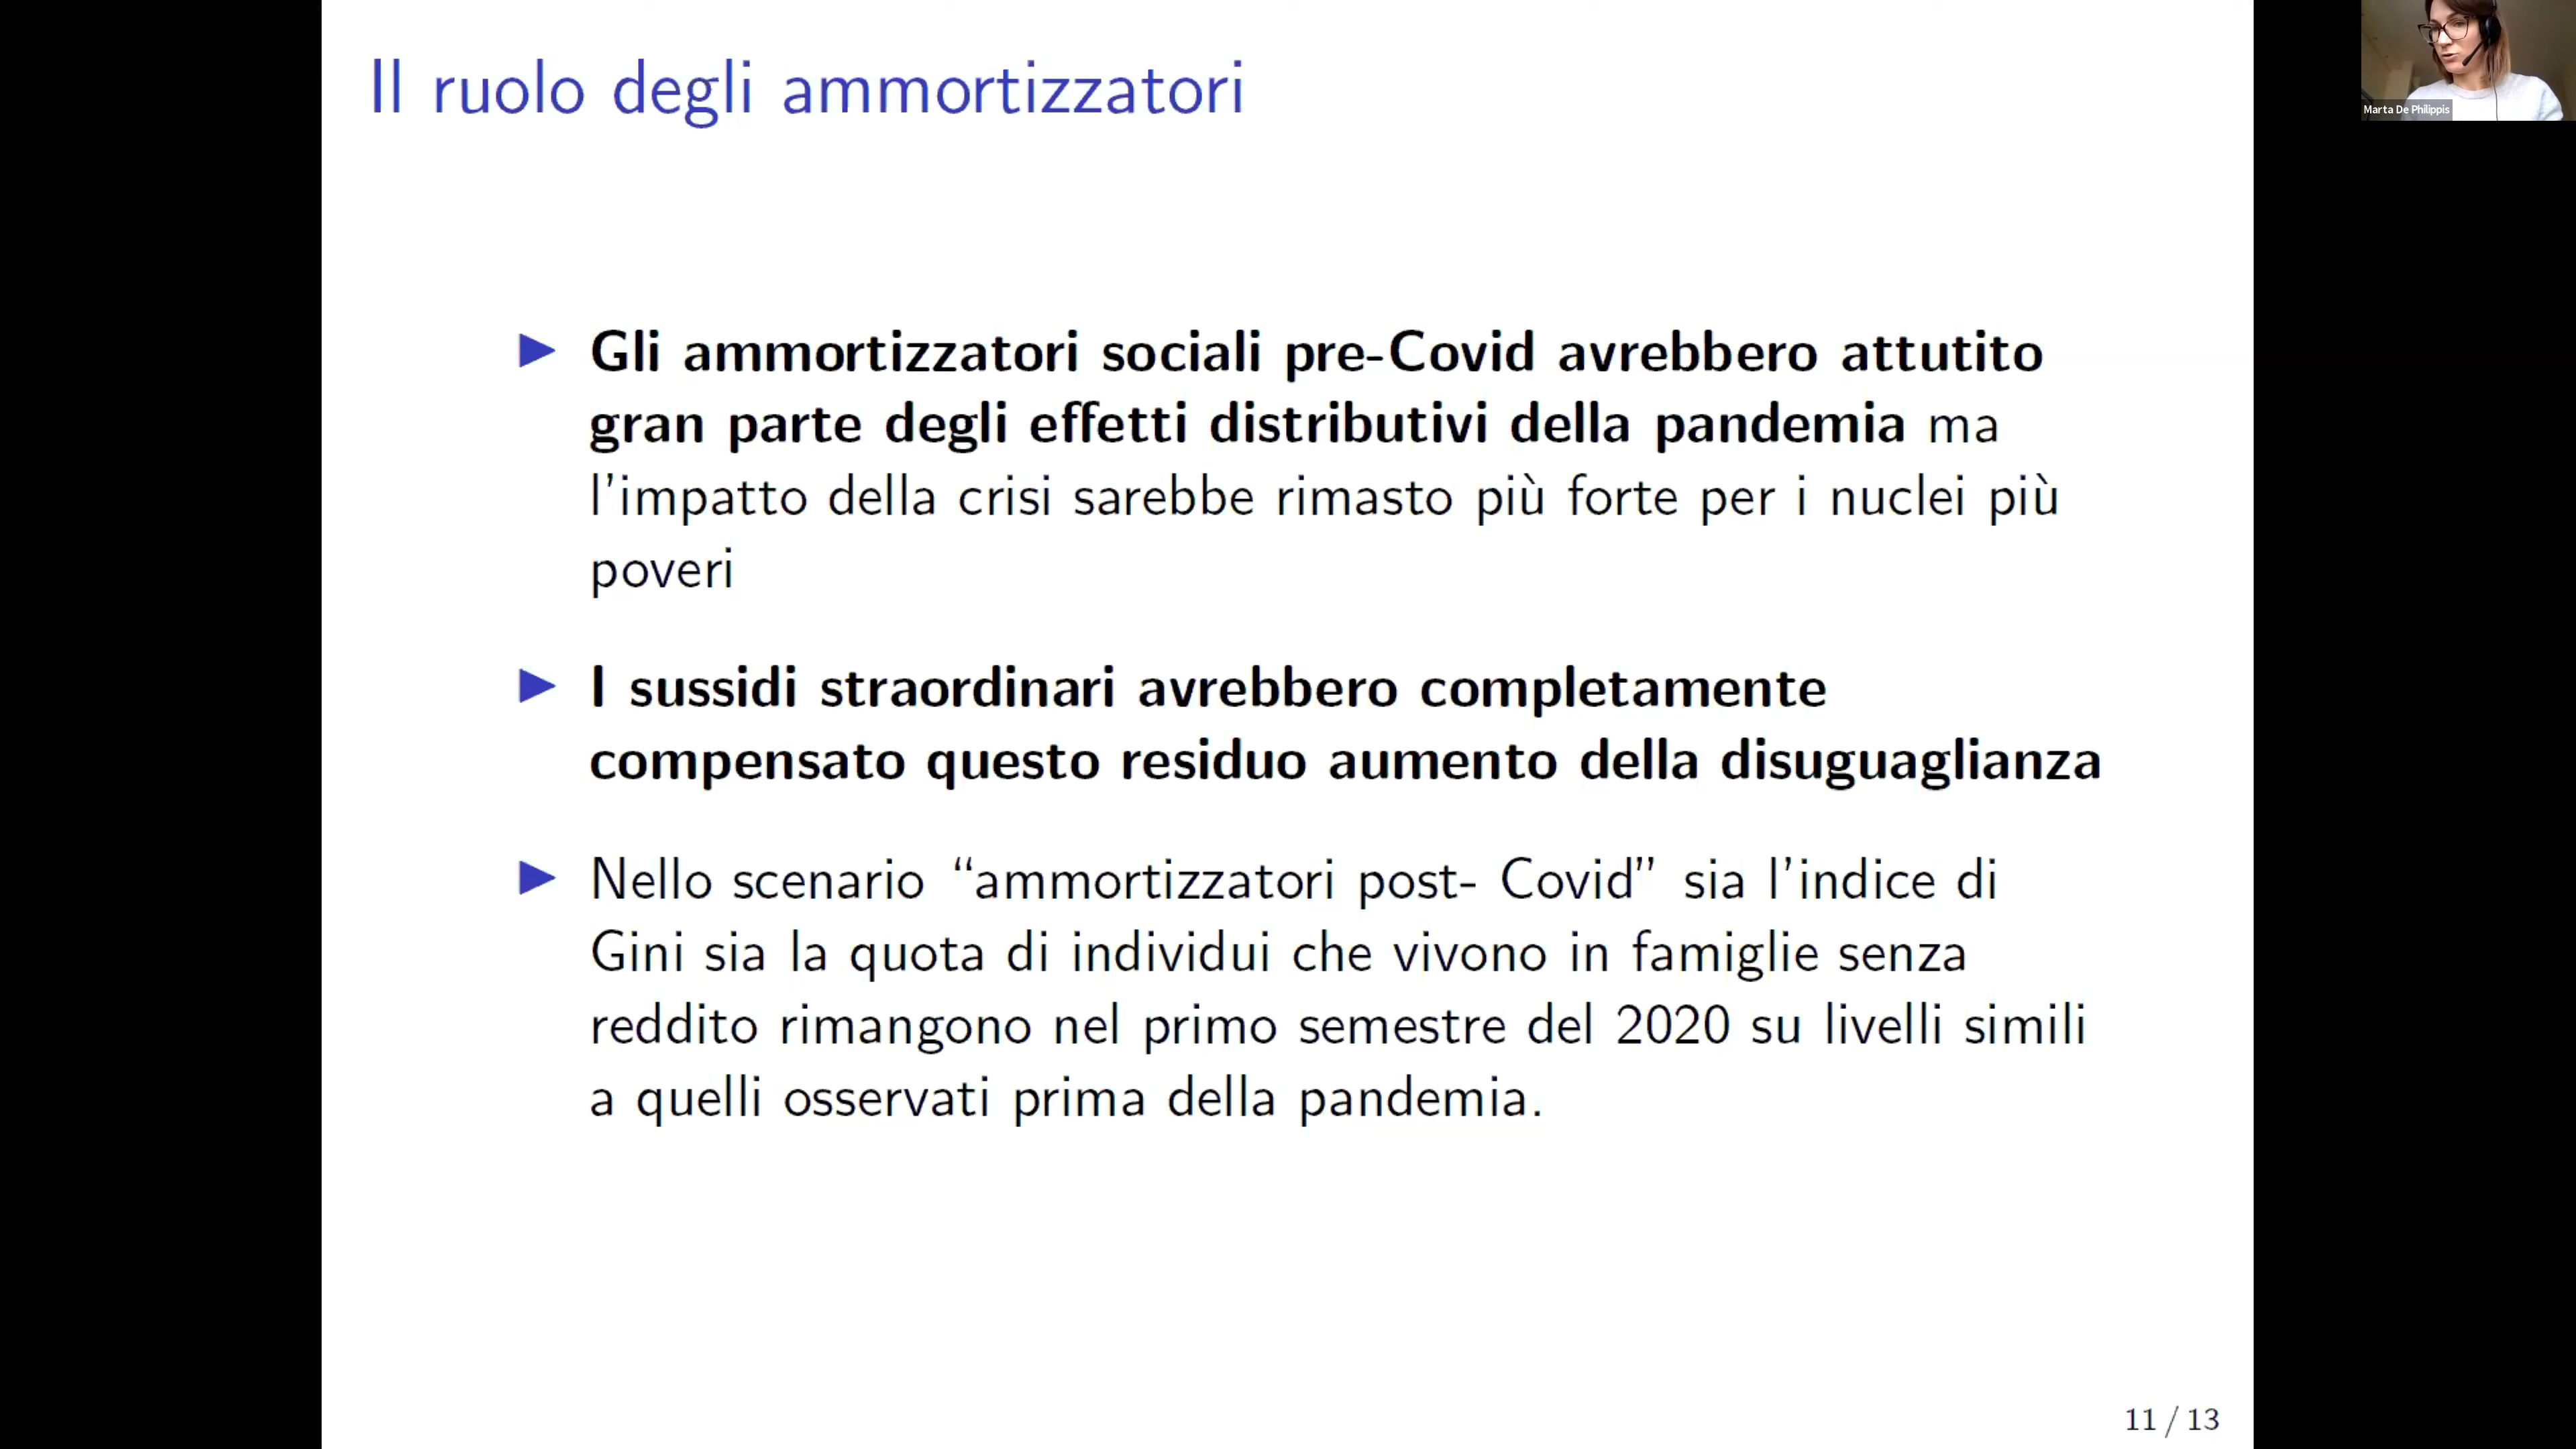 Il ruolo degli ammortizzatori
Marta De Philippis
▶ Gli ammortizzatori sociali pre-Covid avrebbero attutito
gran parte degli effetti distributivi della pandemia ma
l'impatto della crisi sarebbe rimasto più forte per i nuclei più
poveri
▶ I sussidi straordinari avrebbero completamente
compensato questo residuo aumento della disuguaglianza
▶ Nello scenario “ammortizzatori post- Covid” sia l'indice di
Gini sia la quota di individui che vivono in famiglie senza
reddito rimangono nel primo semestre del 2020 su livelli simili
a quelli osservati prima della pandemia.
11 / 13